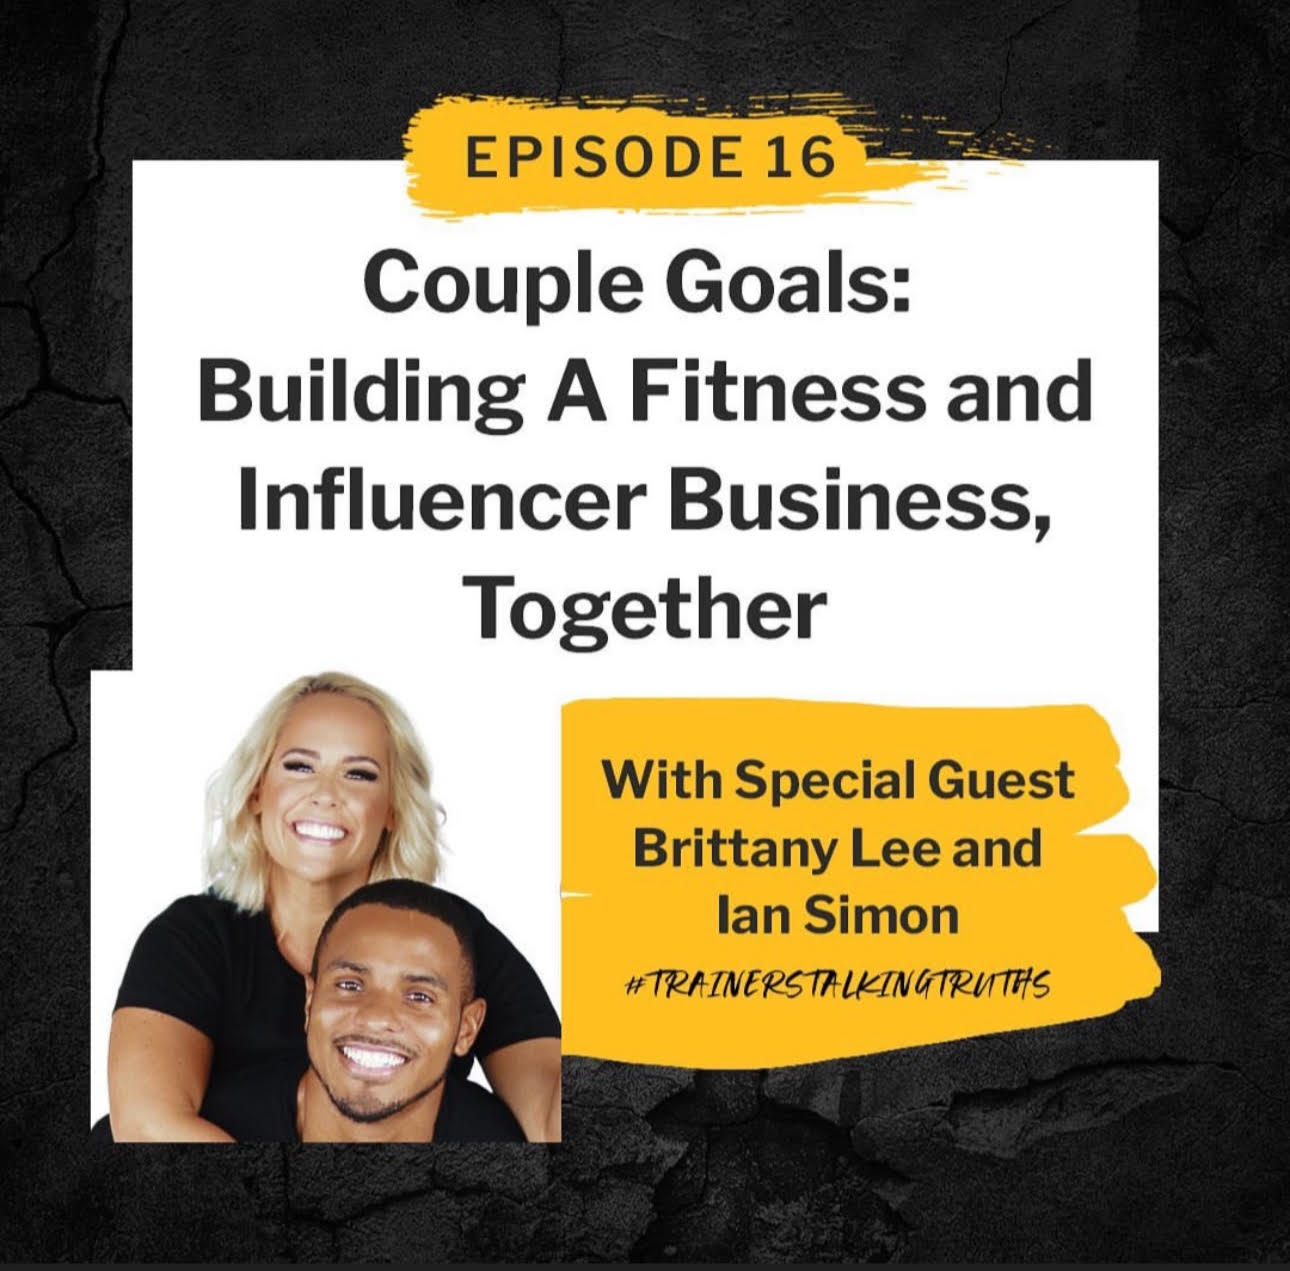 EPISODE 16
Couple Goals:
Building A Fitness and
Influencer Business,
Together
With Special Guest
Brittany Lee and
Ian Simon
#TRAINERSTALKINGTRUTHS